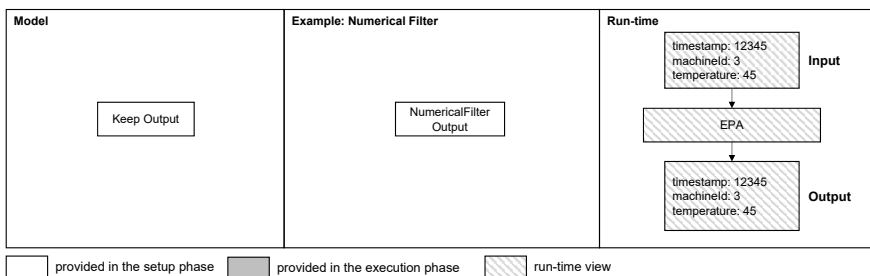 Model
Keep Output
Example: Numerical Filter
NumericalFilter
Output
Run-time
timestamp: 12345
machineId: 3
temperature: 45
Input
EPA
timestamp: 12345
machineId: 3
temperature: 45
Output
provided in the setup phase
provided in the execution phase
run-time view